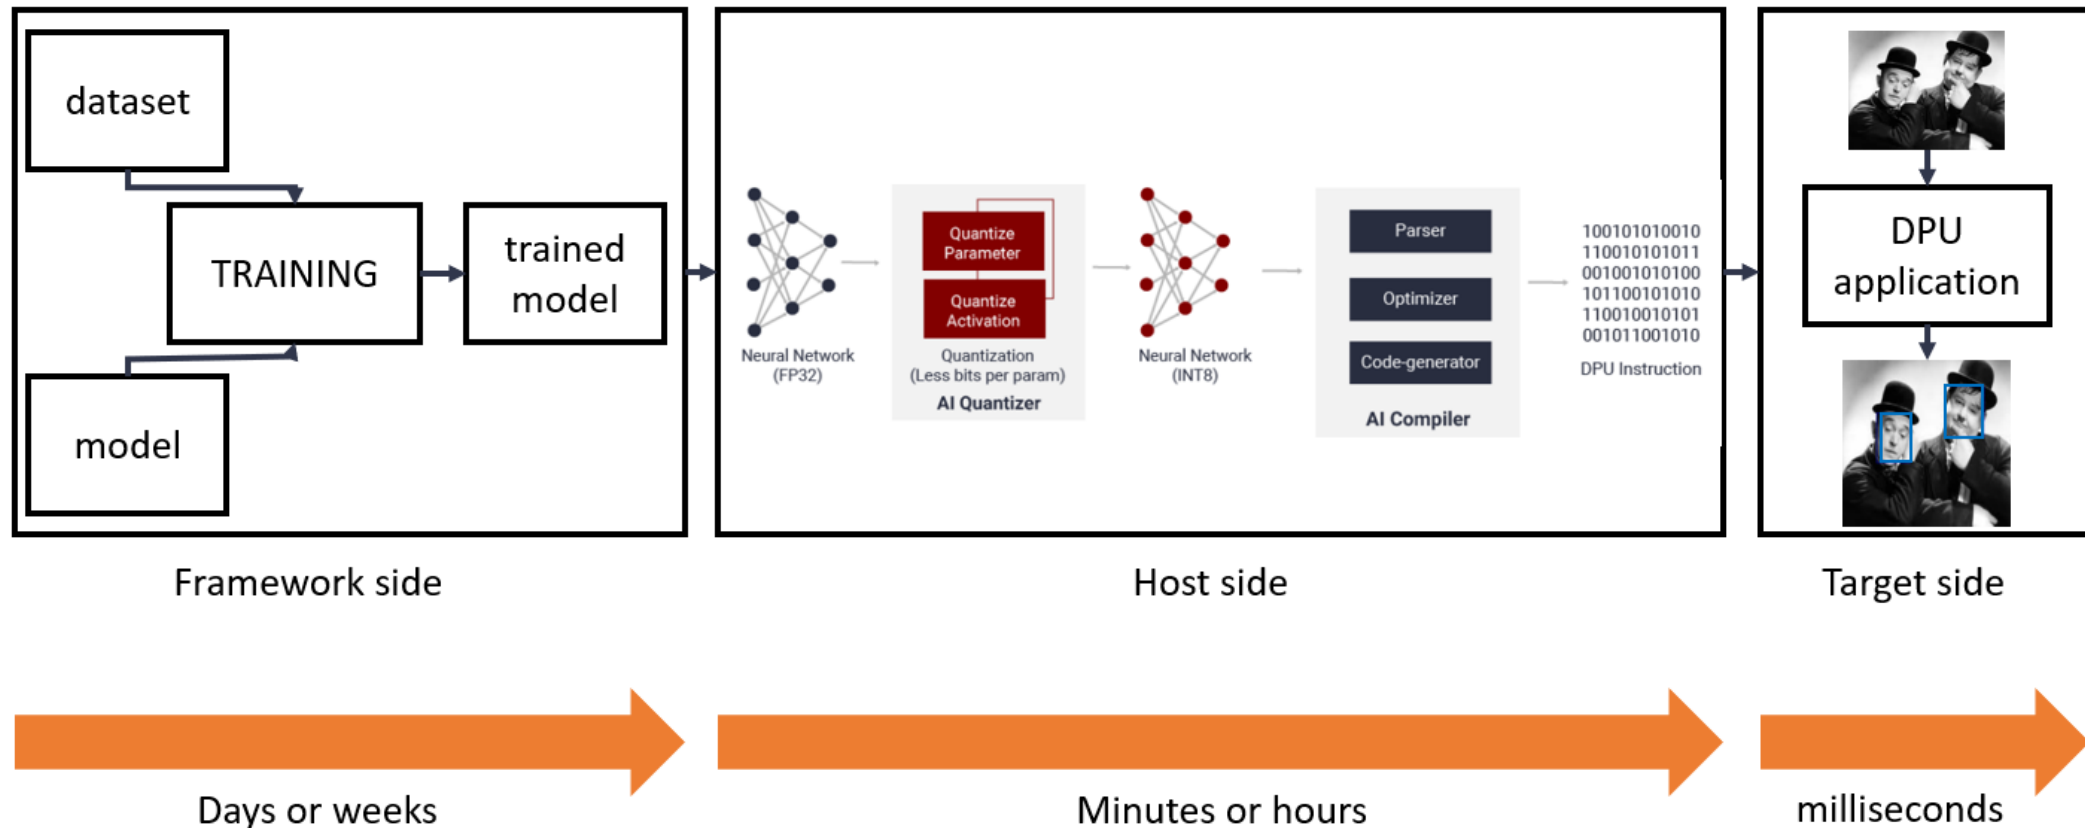 dataset
TRAINING
trained
model
model
Neural Network
(FP32)
Quantize
Parameter
Quantize
Activation
Quantization
(Less bits per param)
AI Quantizer
Neural Network
(INT8)
Parser
Optimizer
Code-generator
AI Compiler
100101010010
110010101011
001001010100
101100101010
110010010101
001011001010
DPU Instruction
DPU
application
Framework side
Host side
Target side
Days or weeks
Minutes or hours
milliseconds